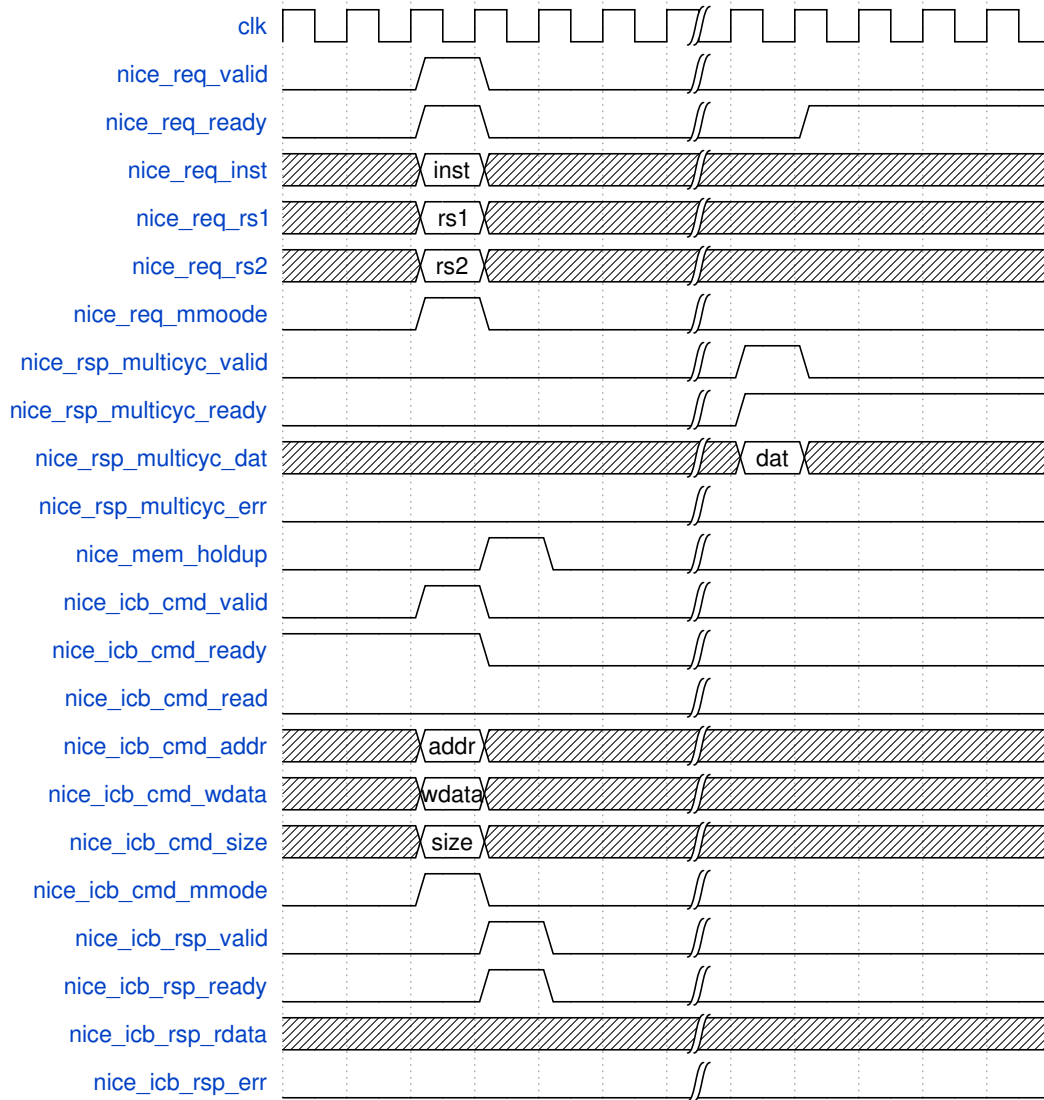 clk
nice_req_valid
nice_req_ready
nice_req_inst inst
nice_req_rs1 rs1
nice_req_rs2 rs2
nice_req_mmoode
nice_rsp_multicyc_valid
nice_rsp_multicyc_ready
nice_rsp_multicyc_dat dat
nice_rsp_multicyc_err
nice_mem_holdup
nice_icb_cmd_valid
nice_icb_cmd_ready
nice_icb_cmd_read
nice_icb_cmd_addr addr
nice_icb_cmd_wdata wdata
nice_icb_cmd_size size
nice_icb_cmd_mmode
nice_icb_rsp_valid
nice_icb_rsp_ready
nice_icb_rsp_rdata
nice_icb_rsp_err